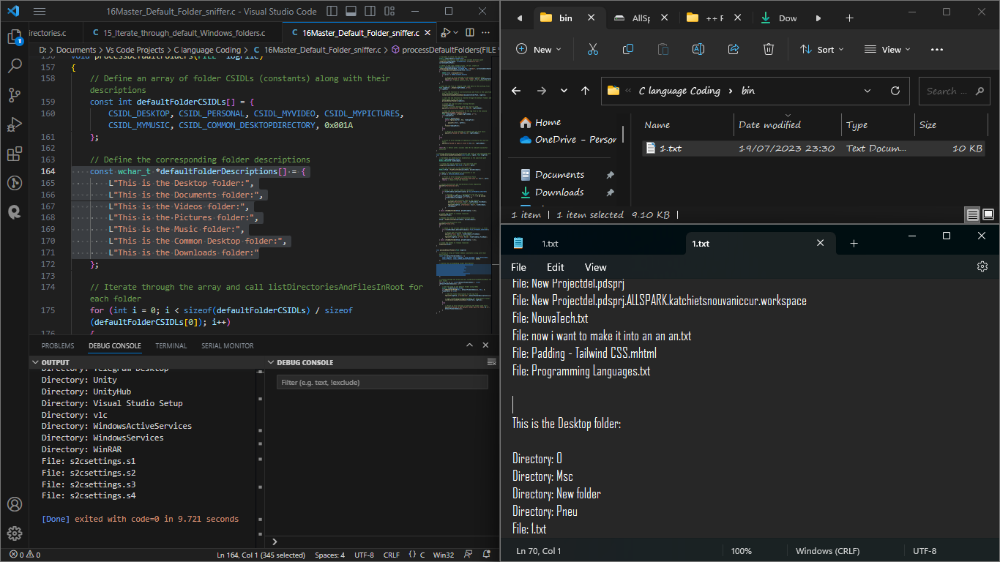 16Master_Default_Folder_sniffer.c - Visual Studio Code
irectories.c
C 15_Iterate_through_default_Windows_folders.c
C 16Master_Default_Folder_sniffer.c
D: > Documents > Vs Code Projects > C language Coding > C 16Master_Default_Folder_sniffer.c > processDefaultFolders(FILE
156 void processDefaultFolders(FILE *logFile)
157 {
158 // Define an array of folder CSIDLs (constants) along with their
descriptions
159 const int defaultFolderCSIDLs[] = {
160 CSIDL_DESKTOP, CSIDL_PERSONAL, CSIDL_MYVIDEO, CSIDL_MYPICTURES,
CSIDL_MYMUSIC, CSIDL_COMMON_DESKTOPDIRECTORY, 0x001A
161 };
162
163 // Define the corresponding folder descriptions
164 const wchar_t *defaultFolderDescriptions[] = {
165 L"This is the Desktop folder:",
166 L"This is the Documents folder:",
167 L"This is the Videos folder:",
168 L"This is the Pictures folder:",
169 L"This is the Music folder:",
170 L"This is the Common Desktop folder:",
171 L"This is the Downloads folder:"
172 };
173
174 // Iterate through the array and call listDirectoriesAndFilesInRoot for
each folder
175 for (int i = 0; i < sizeof(defaultFolderCSIDLs) / sizeof
(defaultFolderCSIDLs[0]); i++)
176 {
PROBLEMS DEBUG CONSOLE TERMINAL SERIAL MONITOR
OUTPUT
Directory: Telegram Desktop
Directory: Unity
Directory: UnityHub
Directory: Visual Studio Setup
Directory: vlc
Directory: WindowsActiveServices
Directory: WindowsServices
Directory: WinRAR
File: s2csettings.s1
File: s2csettings.s2
File: s2csettings.s3
File: s2csettings.s4
[Done] exited with code=0 in 9.721 seconds
DEBUG CONSOLE
Filter (e.g. text, !exclude)
1
0 0 Ln 164, Col 1 (345 selected) Spaces: 4 UTF-8 CRLF {} C Win32
bin
AllSp
++ F
Dow
New Sort View
C language Coding > bin
Search ...
Home
OneDrive - Person
Documents
Downloads
Name Date modified Type Size
1.txt 19/07/2023 23:30 Text Docum... 10 KB
1 item | 1 item selected 9.10 KB |
1.txt
1.txt
File Edit View
File: New Projectdel.pdsprj
File: New Projectdel.pdsprj.ALLSPARK.katchietsnouvaniccur.workspace
File: NouvaTech.txt
File: now i want to make it into an an an.txt
File: Padding - Tailwind CSS.mhtml
File: Programming Languages.txt
This is the Desktop folder:
Directory: 0
Directory: Msc
Directory: New folder
Directory: Pneu
File: 1.txt
Ln 70, Col 1 100% Windows (CRLF) UTF-8